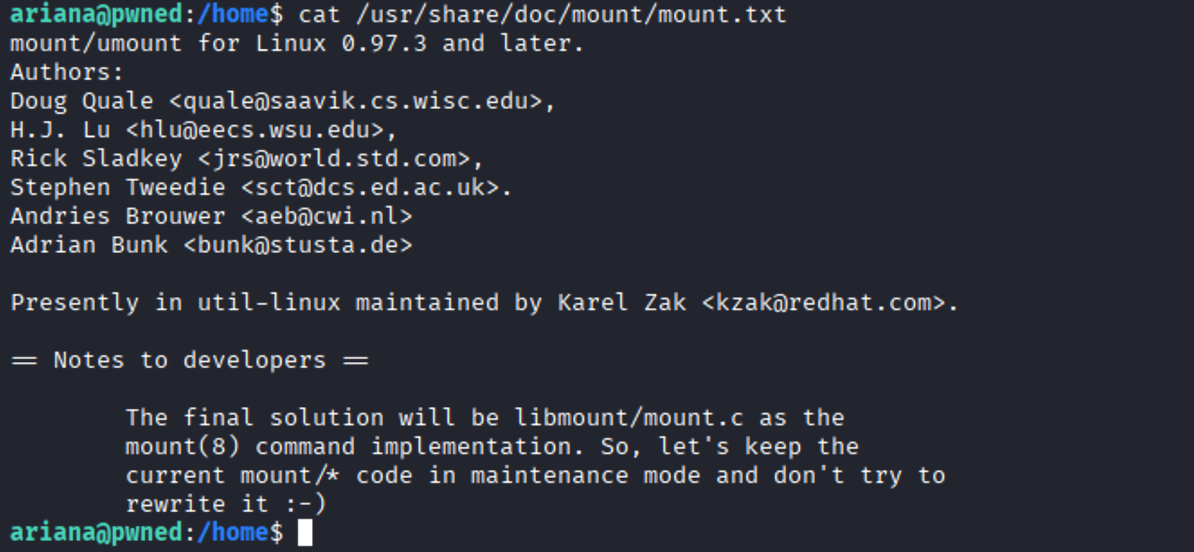 ariana@pwned:/home$ cat /usr/share/doc/mount/mount.txt
mount/umount for Linux 0.97.3 and later.
Authors:
Doug Quale <quale@saavik.cs.wisc.edu>,
H.J. Lu <hlu@eecs.wsu.edu>,
Rick Sladkey <jrs@world.std.com>,
Stephen Tweedie <sct@dcs.ed.ac.uk>.
Andries Brouwer <aeb@cwi.nl>
Adrian Bunk <bunk@stusta.de>
Presently in util-linux maintained by Karel Zak <kzak@redhat.com>.
== Notes to developers ==
The final solution will be libmount/mount.c as the
mount(8) command implementation. So, let's keep the
current mount/* code in maintenance mode and don't try to
rewrite it :-)
ariana@pwned:/home$